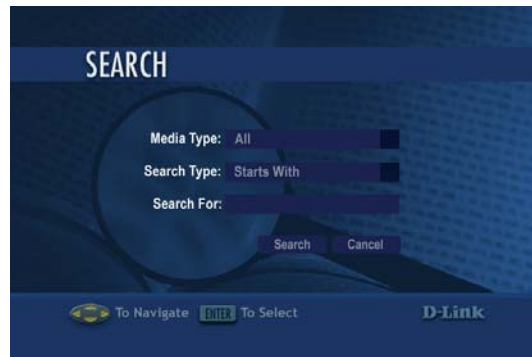 SEARCH
Media Type: All
Search Type: Starts With
Search For:
Search Cancel
To Navigate ENTER To Select D-Link